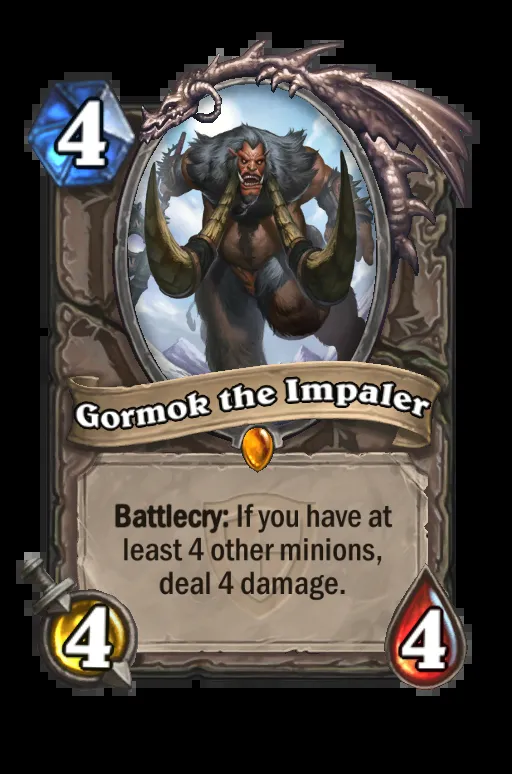 4
Gormok the Impaler
Battlecry: If you have at
least 4 other minions,
deal 4 damage.
4
4